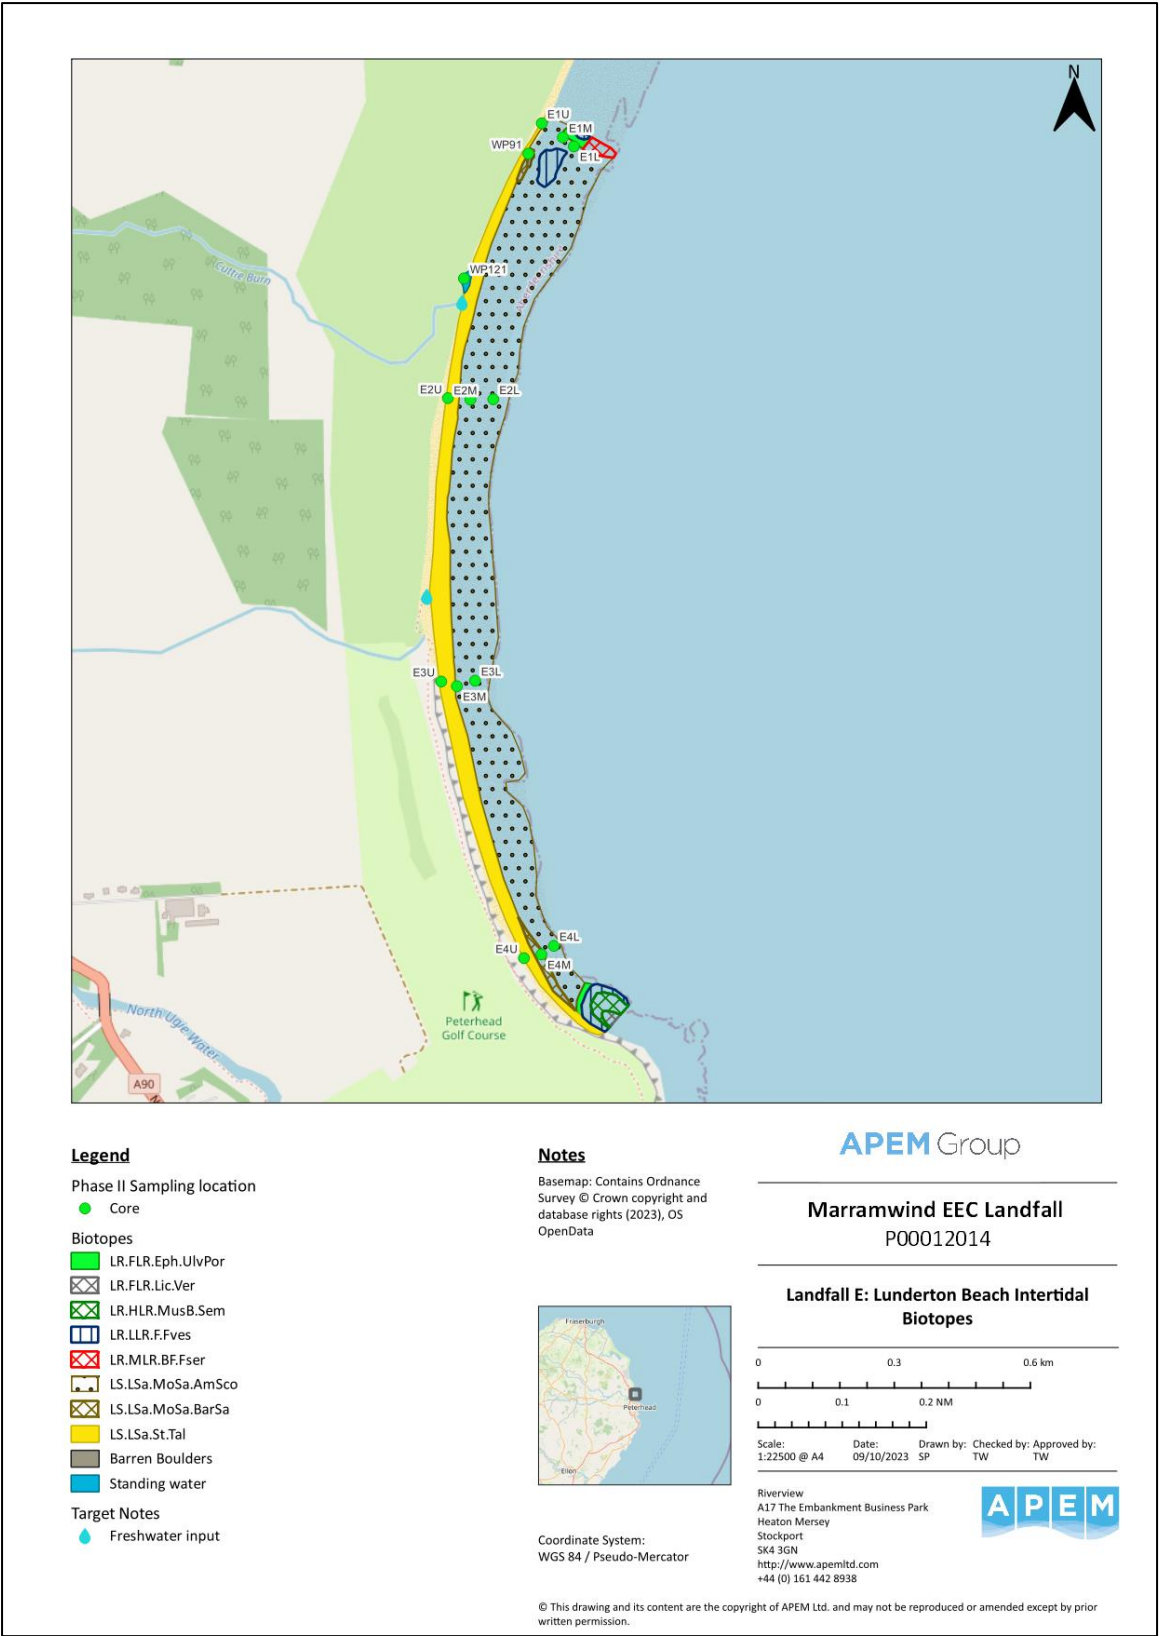 N
E1U
E1M
WP91
E1L
Cuttie Burn
WP121
Aberdeenshire
E2U
E2M
E2L
E3U
E3L
E3M
E4L
E4U
E4M
Peterhead
Golf Course
North Ugie Water
A90
Legend
Phase II Sampling location
Core
Biotopes
LR.FLR.Eph.UlvPor
LR.FLR.Lic.Ver
LR.HLR.MusB.Sem
LR.LLR.F.Fves
LR.MLR.BF.Fser
LS.LSa.MoSa.AmSco
LS.LSa.MoSa.BarSa
LS.LSa.St.Tal
Barren Boulders
Standing water
Target Notes
Freshwater input
Notes
Basemap: Contains Ordnance
Survey © Crown copyright and
database rights (2023), OS
OpenData
Fraserburgh
Peterhead
Ellon
Coordinate System:
WGS 84 / Pseudo-Mercator
APEM Group
Marramwind EEC Landfall
P00012014
Landfall E: Lunderton Beach Intertidal
Biotopes
0 0.3 0.6 km
0 0.1 0.2 NM
Scale: Date: Drawn by: Checked by: Approved by:
1:22500 @ A4 09/10/2023 SP TW TW
Riverview
A17 The Embankment Business Park
Heaton Mersey
Stockport
SK4 3GN
http://www.apemltd.com
+44 (0) 161 442 8938
APEM
© This drawing and its content are the copyright of APEM Ltd. and may not be reproduced or amended except by prior
written permission.